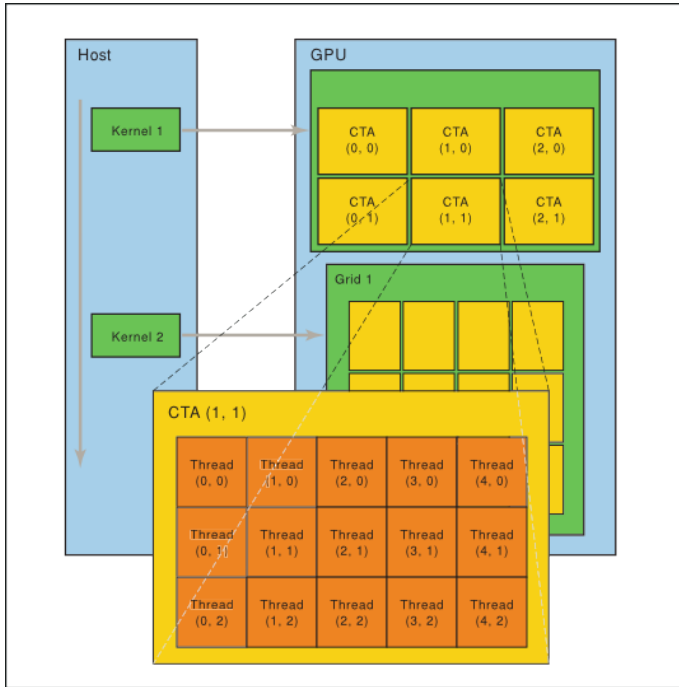 Host
GPU
Kernel 1
CTA
(0, 0)
CTA
(1, 0)
CTA
(2, 0)
CTA
(0, 1)
CTA
(1, 1)
CTA
(2, 1)
Grid 1
Kernel 2
CTA (1, 1)
Thread
(0, 0)
Thread
(1, 0)
Thread
(2, 0)
Thread
(3, 0)
Thread
(4, 0)
Thread
(0, 1)
Thread
(1, 1)
Thread
(2, 1)
Thread
(3, 1)
Thread
(4, 1)
Thread
(0, 2)
Thread
(1, 2)
Thread
(2, 2)
Thread
(3, 2)
Thread
(4, 2)